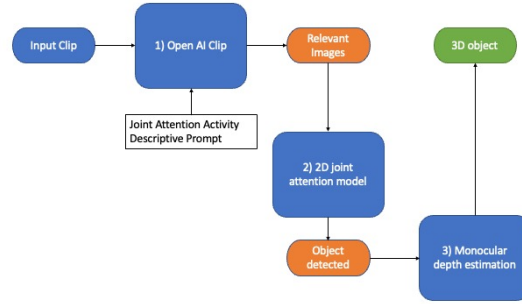 Input Clip
1) Open AI Clip
Relevant
Images
3D object
Joint Attention Activity
Descriptive Prompt
2) 2D joint
attention model
Object
detected
3) Monocular
depth estimation